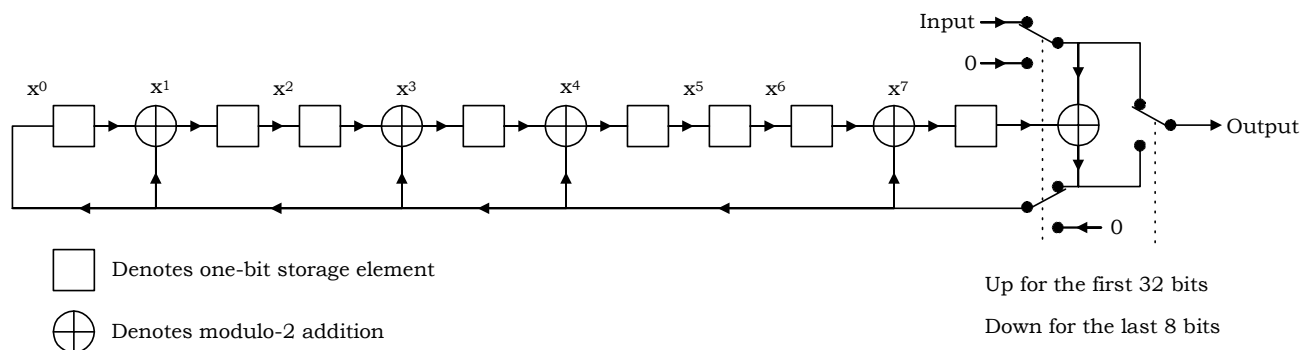 Input
0
x⁰ x¹ x² x³ x⁴ x⁵ x⁶ x⁷
Output
0
Denotes one-bit storage element
Denotes modulo-2 addition
Up for the first 32 bits
Down for the last 8 bits